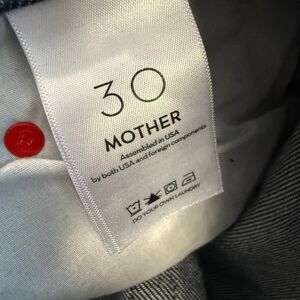 30
MOTHER
Assembled in USA
by both USA and foreign components
DO YOUR OWN LAUNDRY